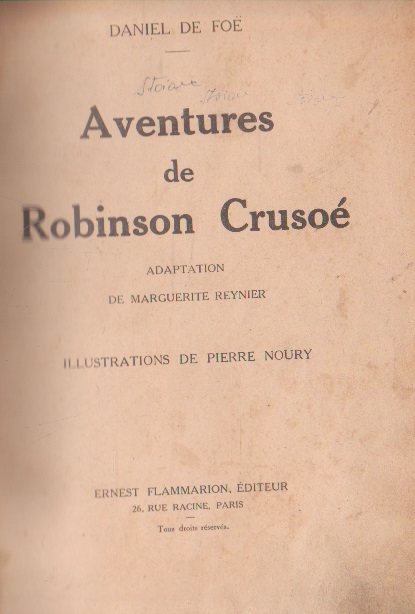 DANIEL DE FOË
Stoian
Aventures
de
Robinson Crusoé
ADAPTATION
DE MARGUERITE REYNIER
ILLUSTRATIONS DE PIERRE NOURY
ERNEST FLAMMARION, ÉDITEUR
26, RUE RACINE, PARIS
Tous droits réservés.